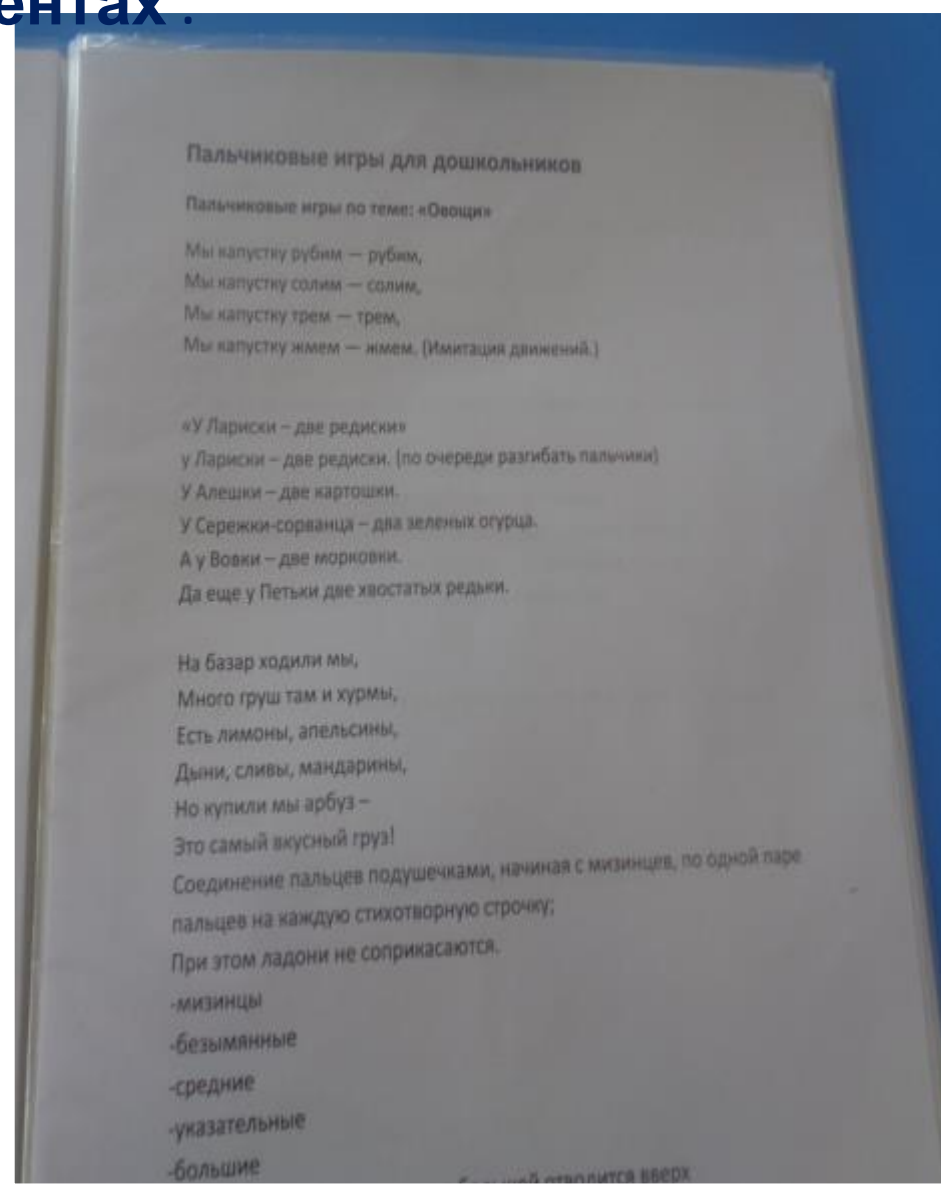 ентах.
Пальчиковые игры для дошкольников
Пальчиковые игры по теме: «Овощи»
Мы капустку рубим — рубим,
Мы капустку солим — солим,
Мы капустку трем — трем,
Мы капустку жмем — жмем. (Имитация движений.)
«У Лариски – две редиски»
у Лариски – две редиски. (по очереди разгибать пальчики)
У Алешки – две картошки.
У Сережки-сорванца – два зеленых огурца.
А у Вовки – две морковки.
Да еще у Петьки две хвостатых редьки.
На базар ходили мы,
Много груш там и хурмы,
Есть лимоны, апельсины,
Дыни, сливы, мандарины,
Но купили мы арбуз –
Это самый вкусный груз!
Соединение пальцев подушечками, начиная с мизинцев, по одной паре
пальцев на каждую стихотворную строчку;
При этом ладони не соприкасаются.
-мизинцы
-безымянные
-средние
-указательные
-большие
отводится вверх